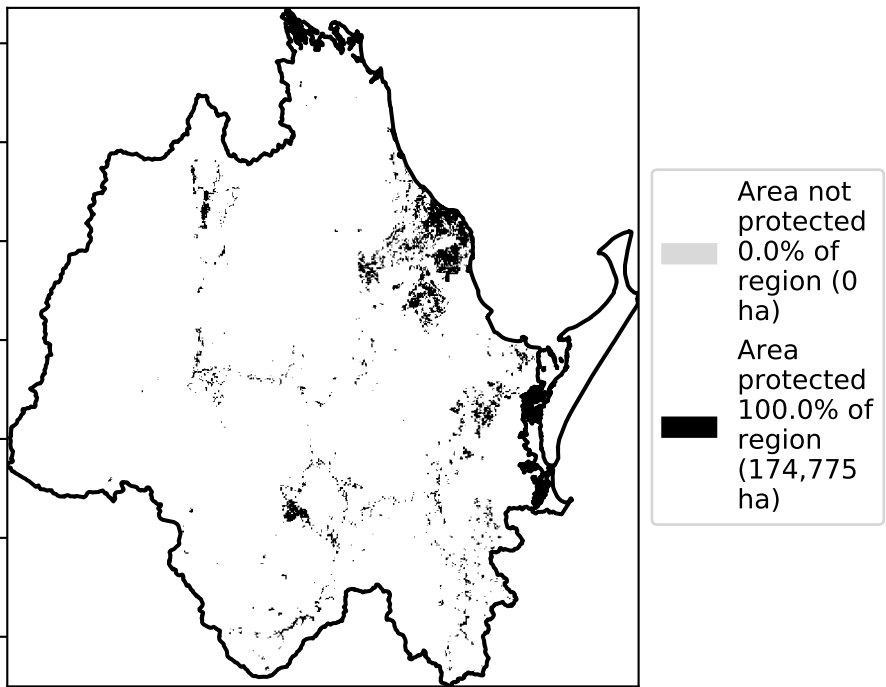 Area not
protected
0.0% of
region (0
ha)
Area
protected
100.0% of
region
(174,775
ha)